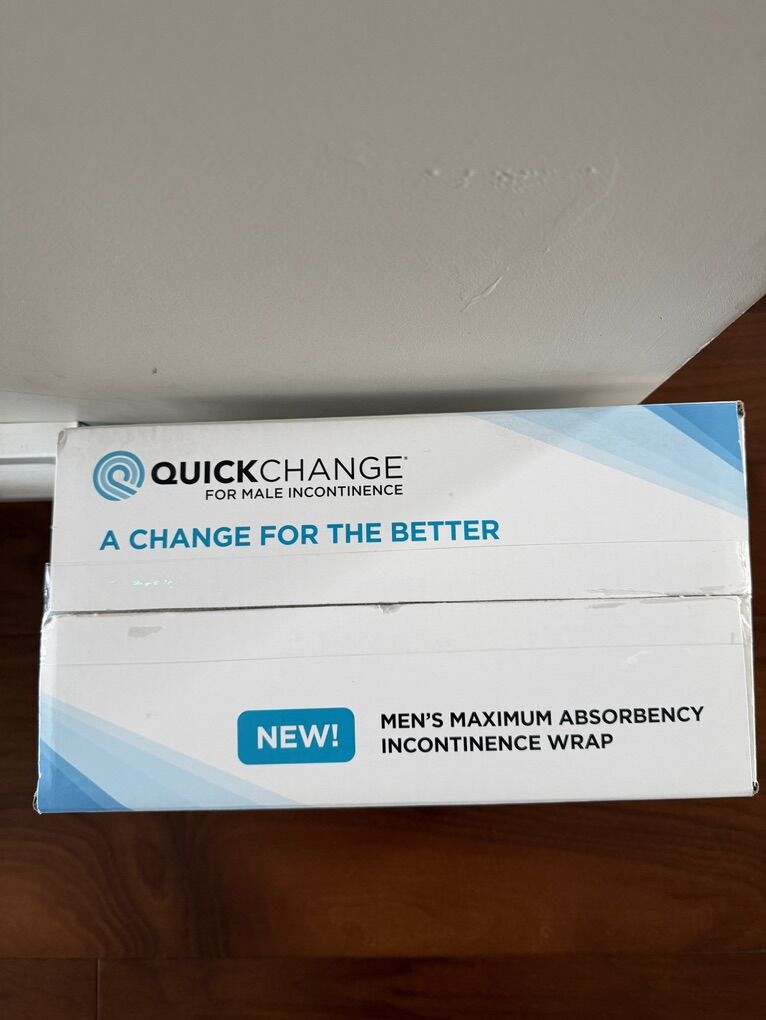 QUICKCHANGE®
FOR MALE INCONTINENCE
A CHANGE FOR THE BETTER
NEW!
MEN'S MAXIMUM ABSORBENCY
INCONTINENCE WRAP